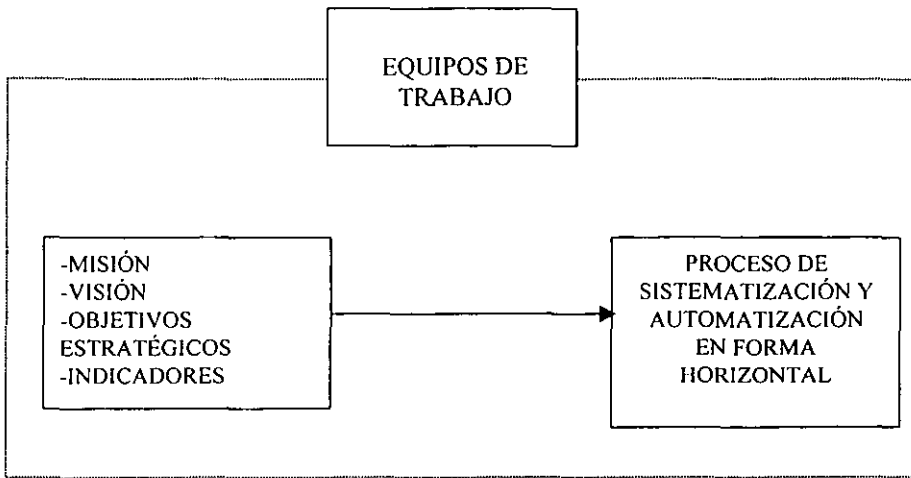 EQUIPOS DE
TRABAJO
-MISIÓN
-VISIÓN
-OBJETIVOS
ESTRATÉGICOS
-INDICADORES
PROCESO DE
SISTEMATIZACIÓN Y
AUTOMATIZACIÓN
EN FORMA
HORIZONTAL